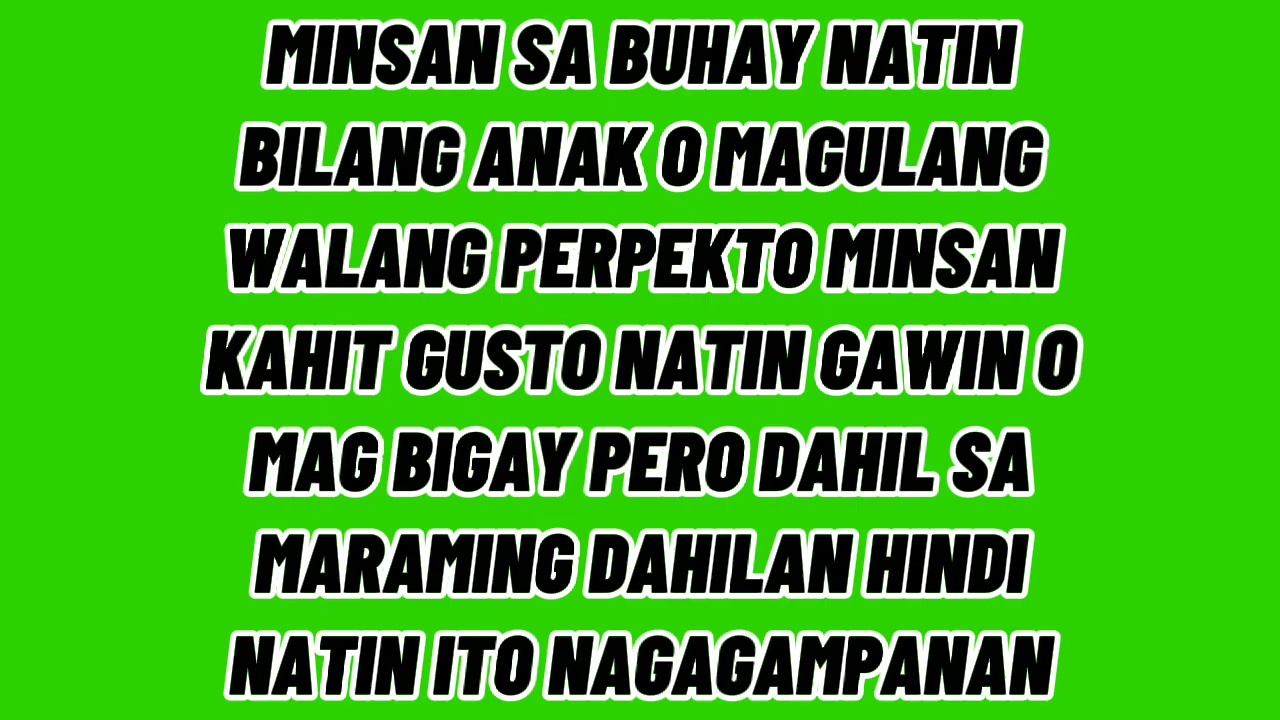 MINSAN SA BUHAY NATIN
BILANG ANAK O MAGULANG
WALANG PERPEKTO MINSAN
KAHIT GUSTO NATIN GAWIN O
MAG BIGAY PERO DAHIL SA
MARAMING DAHILAN HINDI
NATIN ITO NAGAGAMPANAN